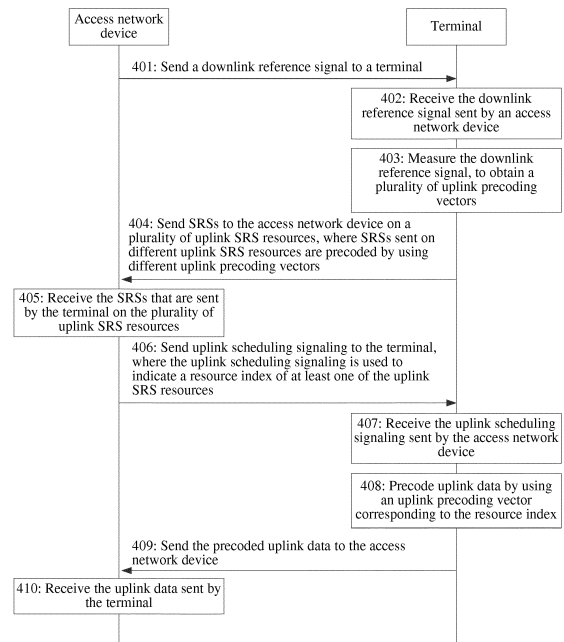 Access network
device
Terminal
401: Send a downlink reference signal to a terminal
402: Receive the downlink
reference signal sent by an access
network device
403: Measure the downlink
reference signal, to obtain a
plurality of uplink precoding
vectors
404: Send SRSs to the access network device on a
plurality of uplink SRS resources, where SRSs sent on
different uplink SRS resources are precoded by using
different uplink precoding vectors
405: Receive the SRSs that are sent
by the terminal on the plurality of
uplink SRS resources
406: Send uplink scheduling signaling to the terminal,
where the uplink scheduling signaling is used to
indicate a resource index of at least one of the uplink
SRS resources
407: Receive the uplink scheduling
signaling sent by the access network
device
408: Precode uplink data by using
an uplink precoding vector
corresponding to the resource index
409: Send the precoded uplink data to the access
network device
410: Receive the uplink data sent by
the terminal